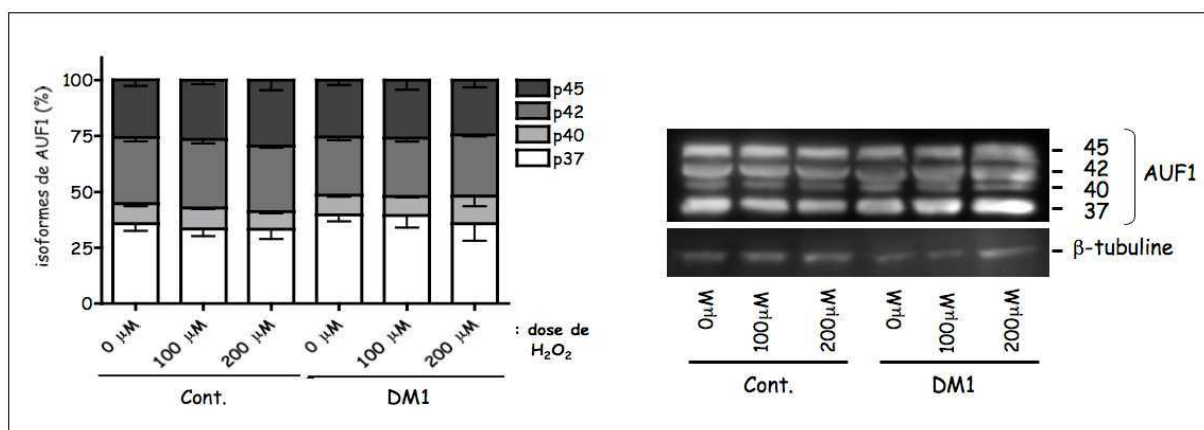 isoformes de AUF1 (%)
100
75
50
25
0
p45
p42
p40
p37
0 µM
100 µM
200 µM
0 µM
100 µM
200 µM
: dose de
H₂O₂
Cont.
DM1
45
42
40
37
AUF1
β-tubuline
0µM
100µM
200µM
0µM
100µM
200µM
Cont.
DM1